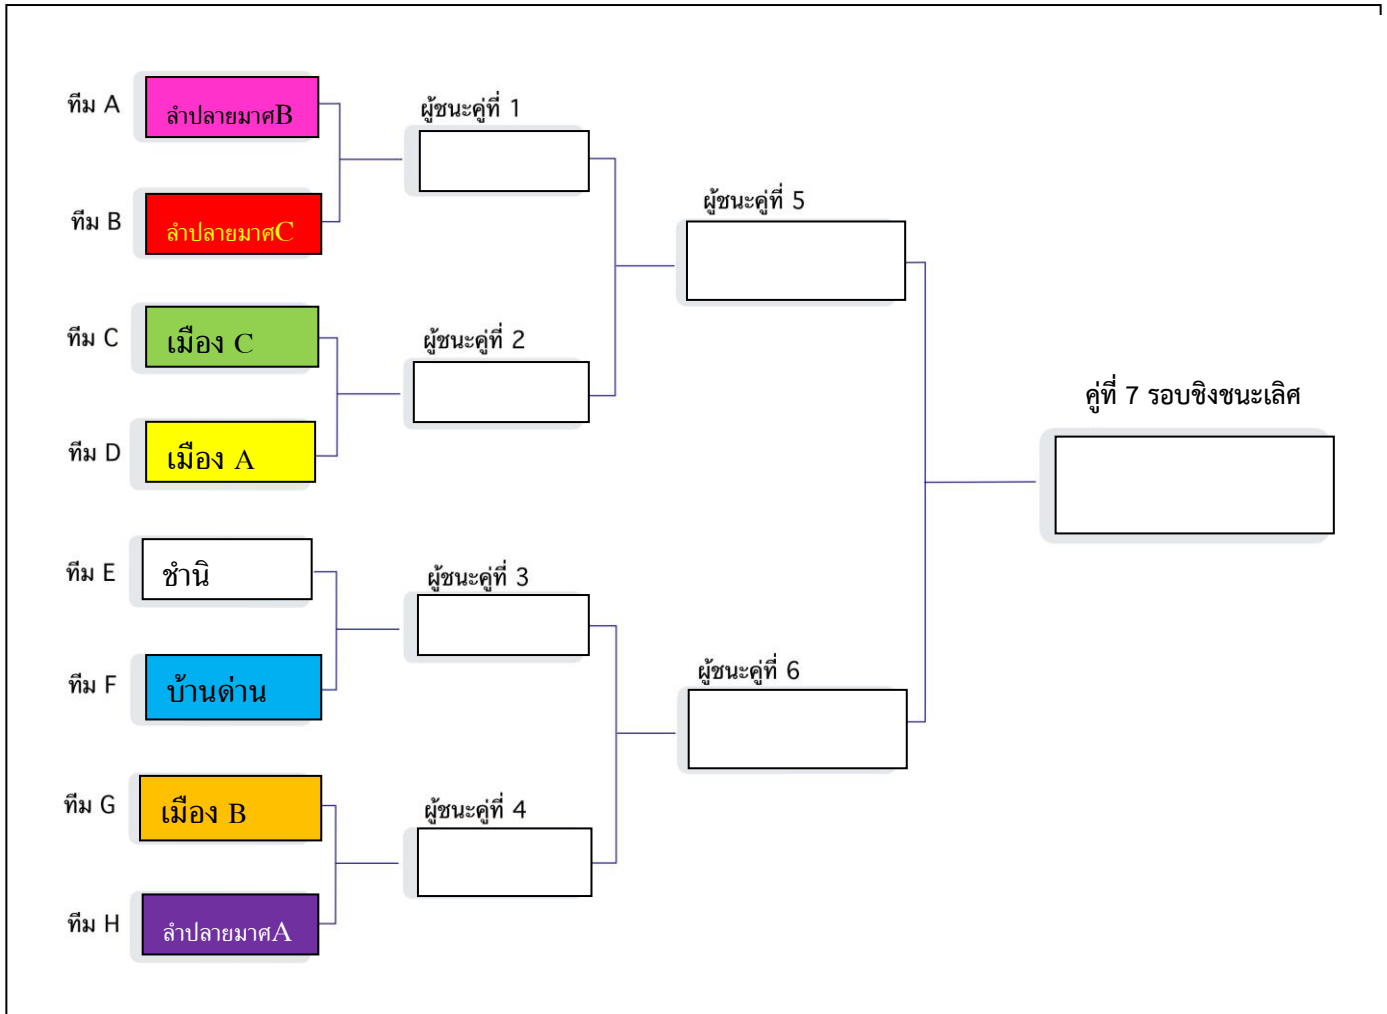 ทีม A
ลำปลายมาศB
ผู้ชนะคู่ที่ 1
ทีม B
ลำปลายมาศC
ผู้ชนะคู่ที่ 5
ทีม C
เมือง C
ผู้ชนะคู่ที่ 2
คู่ที่ 7 รอบชิงชนะเลิศ
ทีม D
เมือง A
ทีม E
ชำนิ
ผู้ชนะคู่ที่ 3
ทีม F
บ้านด่าน
ผู้ชนะคู่ที่ 6
ทีม G
เมือง B
ผู้ชนะคู่ที่ 4
ทีม H
ลำปลายมาศA